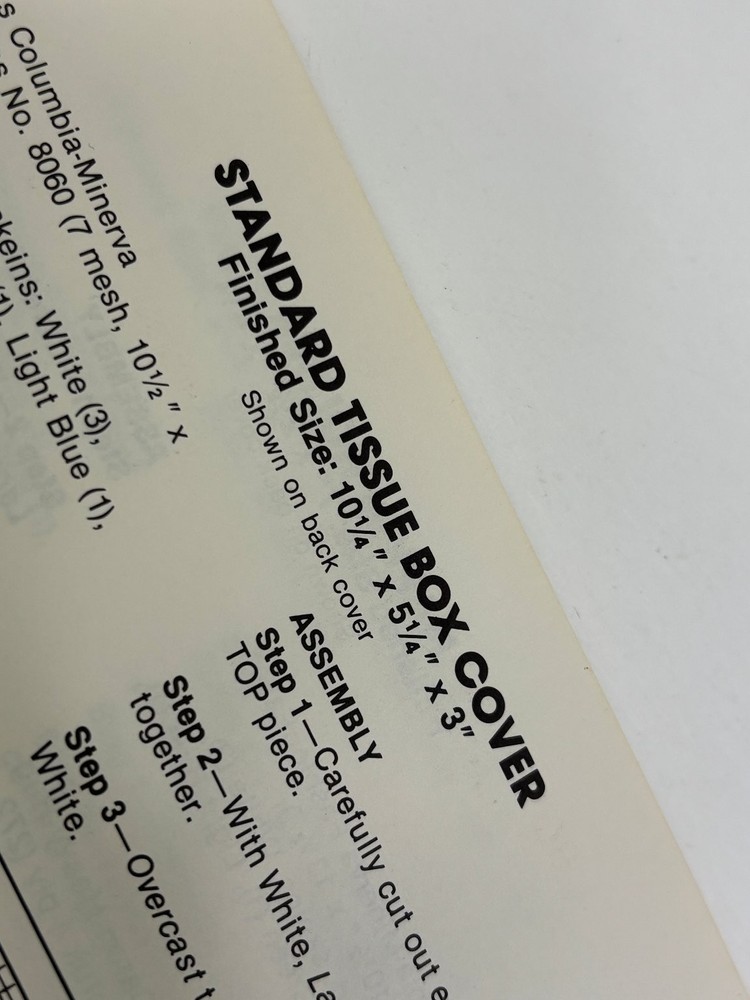 STANDARD TISSUE BOX COVER
Finished Size: 10¼" x 5¼" x 3"
Shown on back cover
Columbia-Minerva
No. 8060 (7 mesh, 10½" x
White (3),
Light Blue (1),
ASSEMBLY
Step 1—Carefully cut out
TOP piece.
Step 2—With White,
together.
Step 3—Overcast
White.